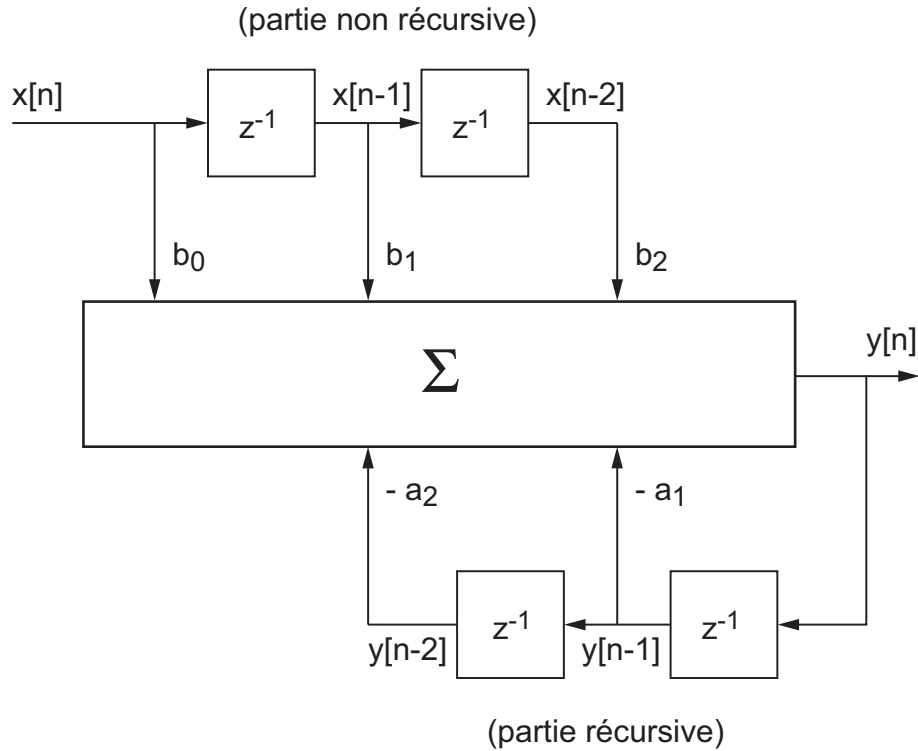 (partie non récursive)
x[n]
x[n-1]
x[n-2]
z⁻¹
z⁻¹
b₀
b₁
b₂
y[n]
Σ
- a₂
- a₁
z⁻¹
z⁻¹
y[n-2]
y[n-1]
(partie récursive)